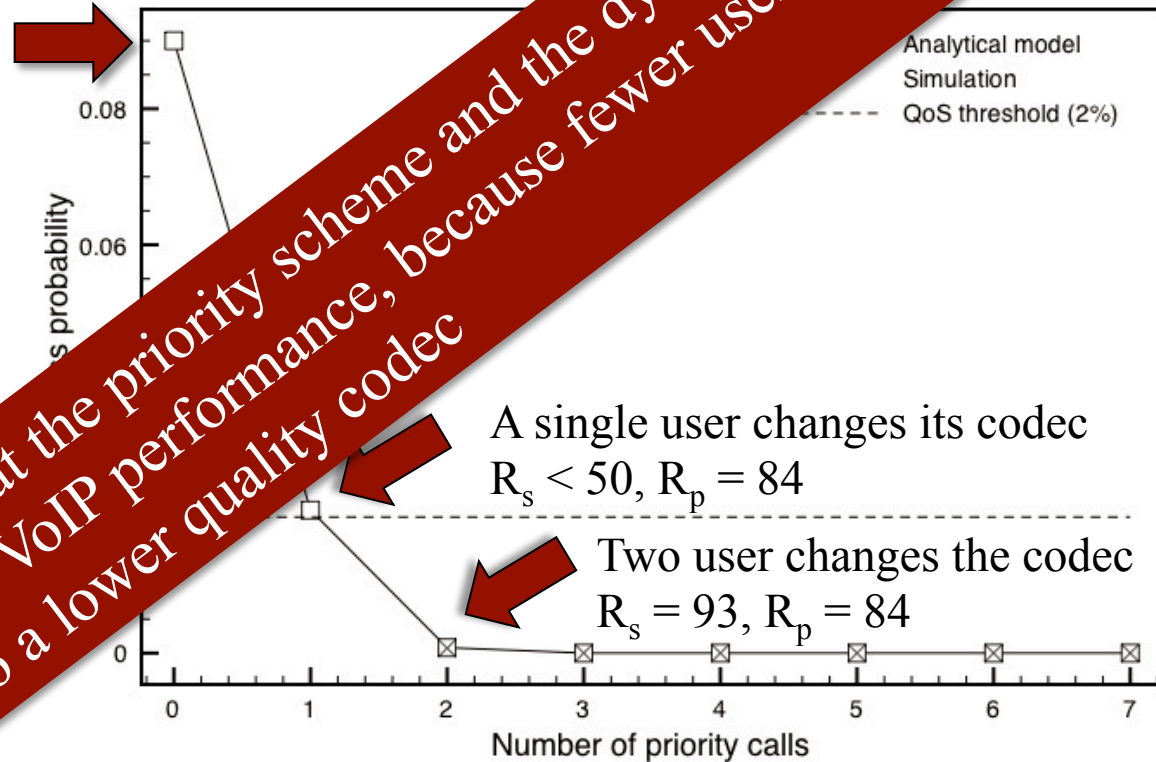 at the priority scheme and the
VoIP performance, because fewer
a lower quality codec
Analytical model
Simulation
QoS threshold (2%)
0.08
0.06
0
probability
A single user changes its codec
Rs < 50, Rp = 84
Two user changes the codec
Rs = 93, Rp = 84
0 1 2 3 4 5 6 7
Number of priority calls